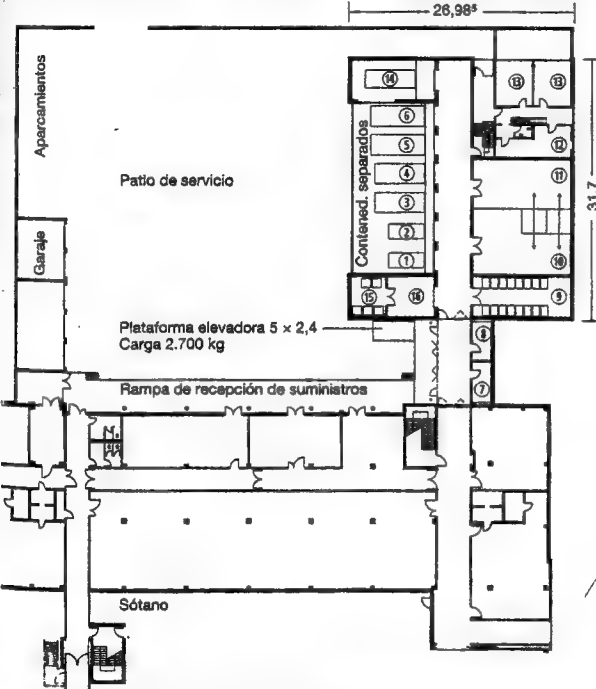 26,98⁵
Aparcamientos
Patio de servicio
Garaje
Contened. separados
14
6
5
4
3
2
1
15
16
13
13
12
11
10
9
8
7
31,7
Plataforma elevadora 5 × 2,4
Carga 2.700 kg
Rampa de recepción de suministros
Sótano